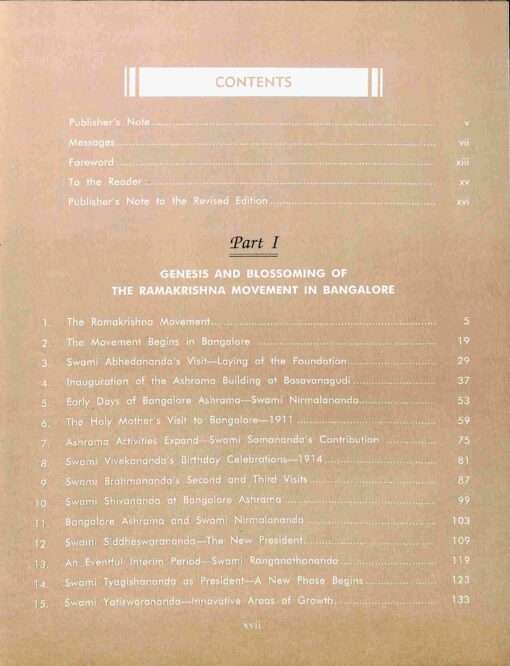 CONTENTS
Publisher's Note v
Messages vii
Foreword xiii
To the Reader xv
Publisher's Note to the Revised Edition xvi
Part I
GENESIS AND BLOSSOMING OF
THE RAMAKRISHNA MOVEMENT IN BANGALORE
1. The Ramakrishna Movement 5
2. The Movement Begins in Bangalore 19
3. Swami Abhedananda's Visit—Laying of the Foundation 29
4. Inauguration of the Ashrama Building at Basavanagudi 37
5. Early Days of Bangalore Ashrama—Swami Nirmalananda 53
6. The Holy Mother's Visit to Bangalore—1911 59
7. Ashrama Activities Expand—Swami Somananda's Contribution 75
8. Swami Vivekananda's Birthday Celebrations—1914 81
9. Swami Brahmananda's Second and Third Visits 87
10. Swami Shivananda at Bangalore Ashrama 99
11. Bangalore Ashrama and Swami Nirmalananda 103
12. Swami Siddheswarananda—The New President 109
13. An Eventful Interim Period—Swami Ranganathananda 119
14. Swami Tyagishananda as President—A New Phase Begins 123
15. Swami Yatiswarananda—Innovative Areas of Growth 133
xvii